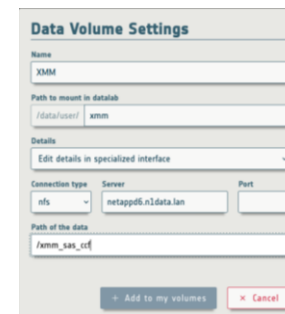 Data Volume Settings
Name
XMM
Path to mount in datalab
/data/user/ xmm
Details
Edit details in specialized interface
Connection type Server Port
nfs netappd6.n1data.lan
Path of the data
/xmm_sas_ccf
+ Add to my volumes × Cancel